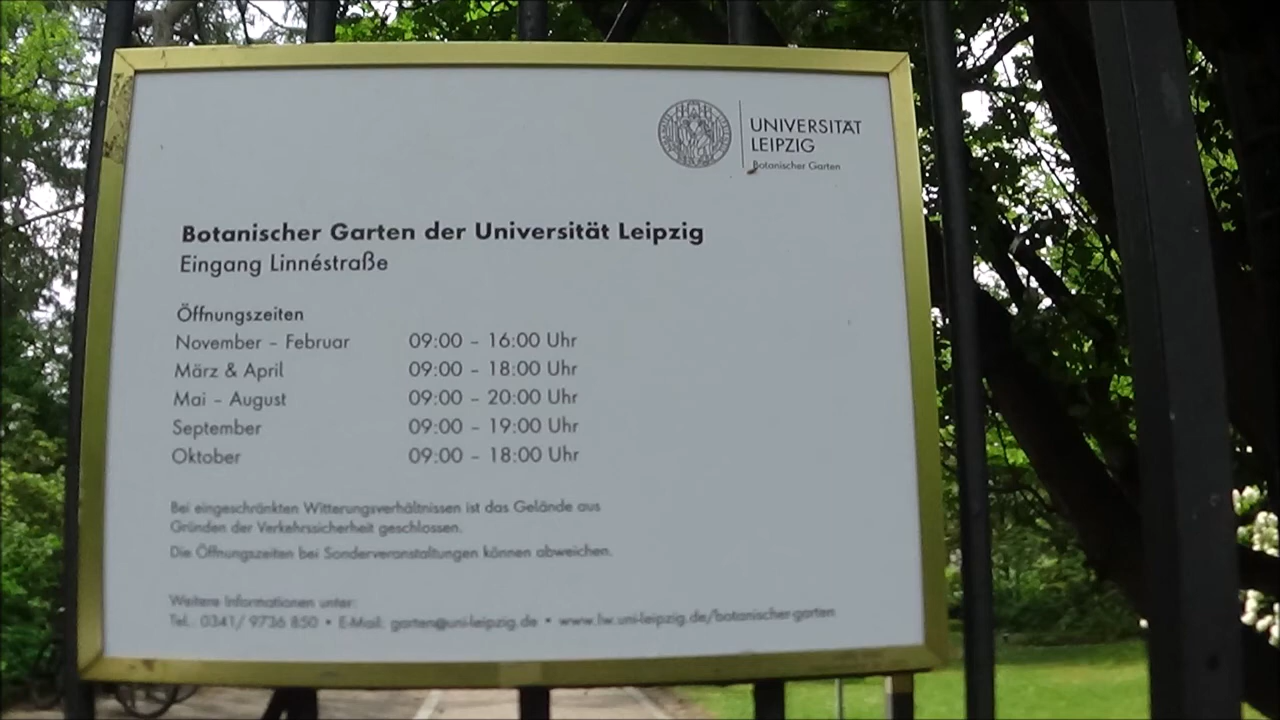 UNIVERSITÄT
LEIPZIG
Botanischer Garten
Botanischer Garten der Universität Leipzig
Eingang Linnéstraße
Öffnungszeiten
November – Februar 09:00 – 16:00 Uhr
März & April 09:00 – 18:00 Uhr
Mai – August 09:00 – 20:00 Uhr
September 09:00 – 19:00 Uhr
Oktober 09:00 – 18:00 Uhr
Bei eingeschränkten Witterungsverhältnissen ist das Gelände aus
Gründen der Verkehrssicherheit geschlossen.
Die Öffnungszeiten bei Sonderveranstaltungen können abweichen.
Weitere Informationen unter:
Tel.: 0341/ 9736 850 • E-Mail: garten@uni-leipzig.de • www.lw.uni-leipzig.de/botanischer-garten